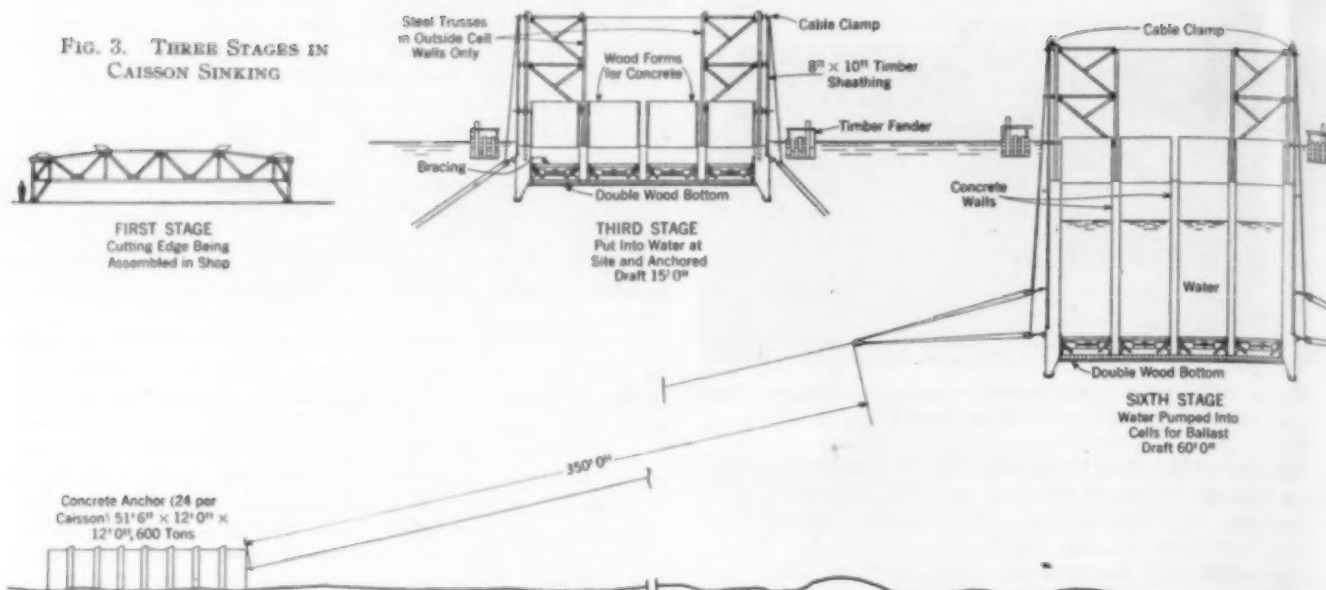 FIG. 3. THREE STAGES IN
CAISSON SINKING
FIRST STAGE
Cutting Edge Being
Assembled in Shop
Steel Trusses
in Outside Cell
Walls Only
Wood Forms
for Concrete
Cable Clamp
8" × 10" Timber
Sheathing
Timber Fender
Bracing
Double Wood Bottom
THIRD STAGE
Put Into Water at
Site and Anchored
Draft 15'0"
Cable Clamp
Concrete
Walls
Water
Double Wood Bottom
SIXTH STAGE
Water Pumped Into
Cells for Ballast
Draft 60'0"
350'0"
Concrete Anchor (24 per
Caisson) 51'6" × 12'0" ×
12'0", 600 Tons